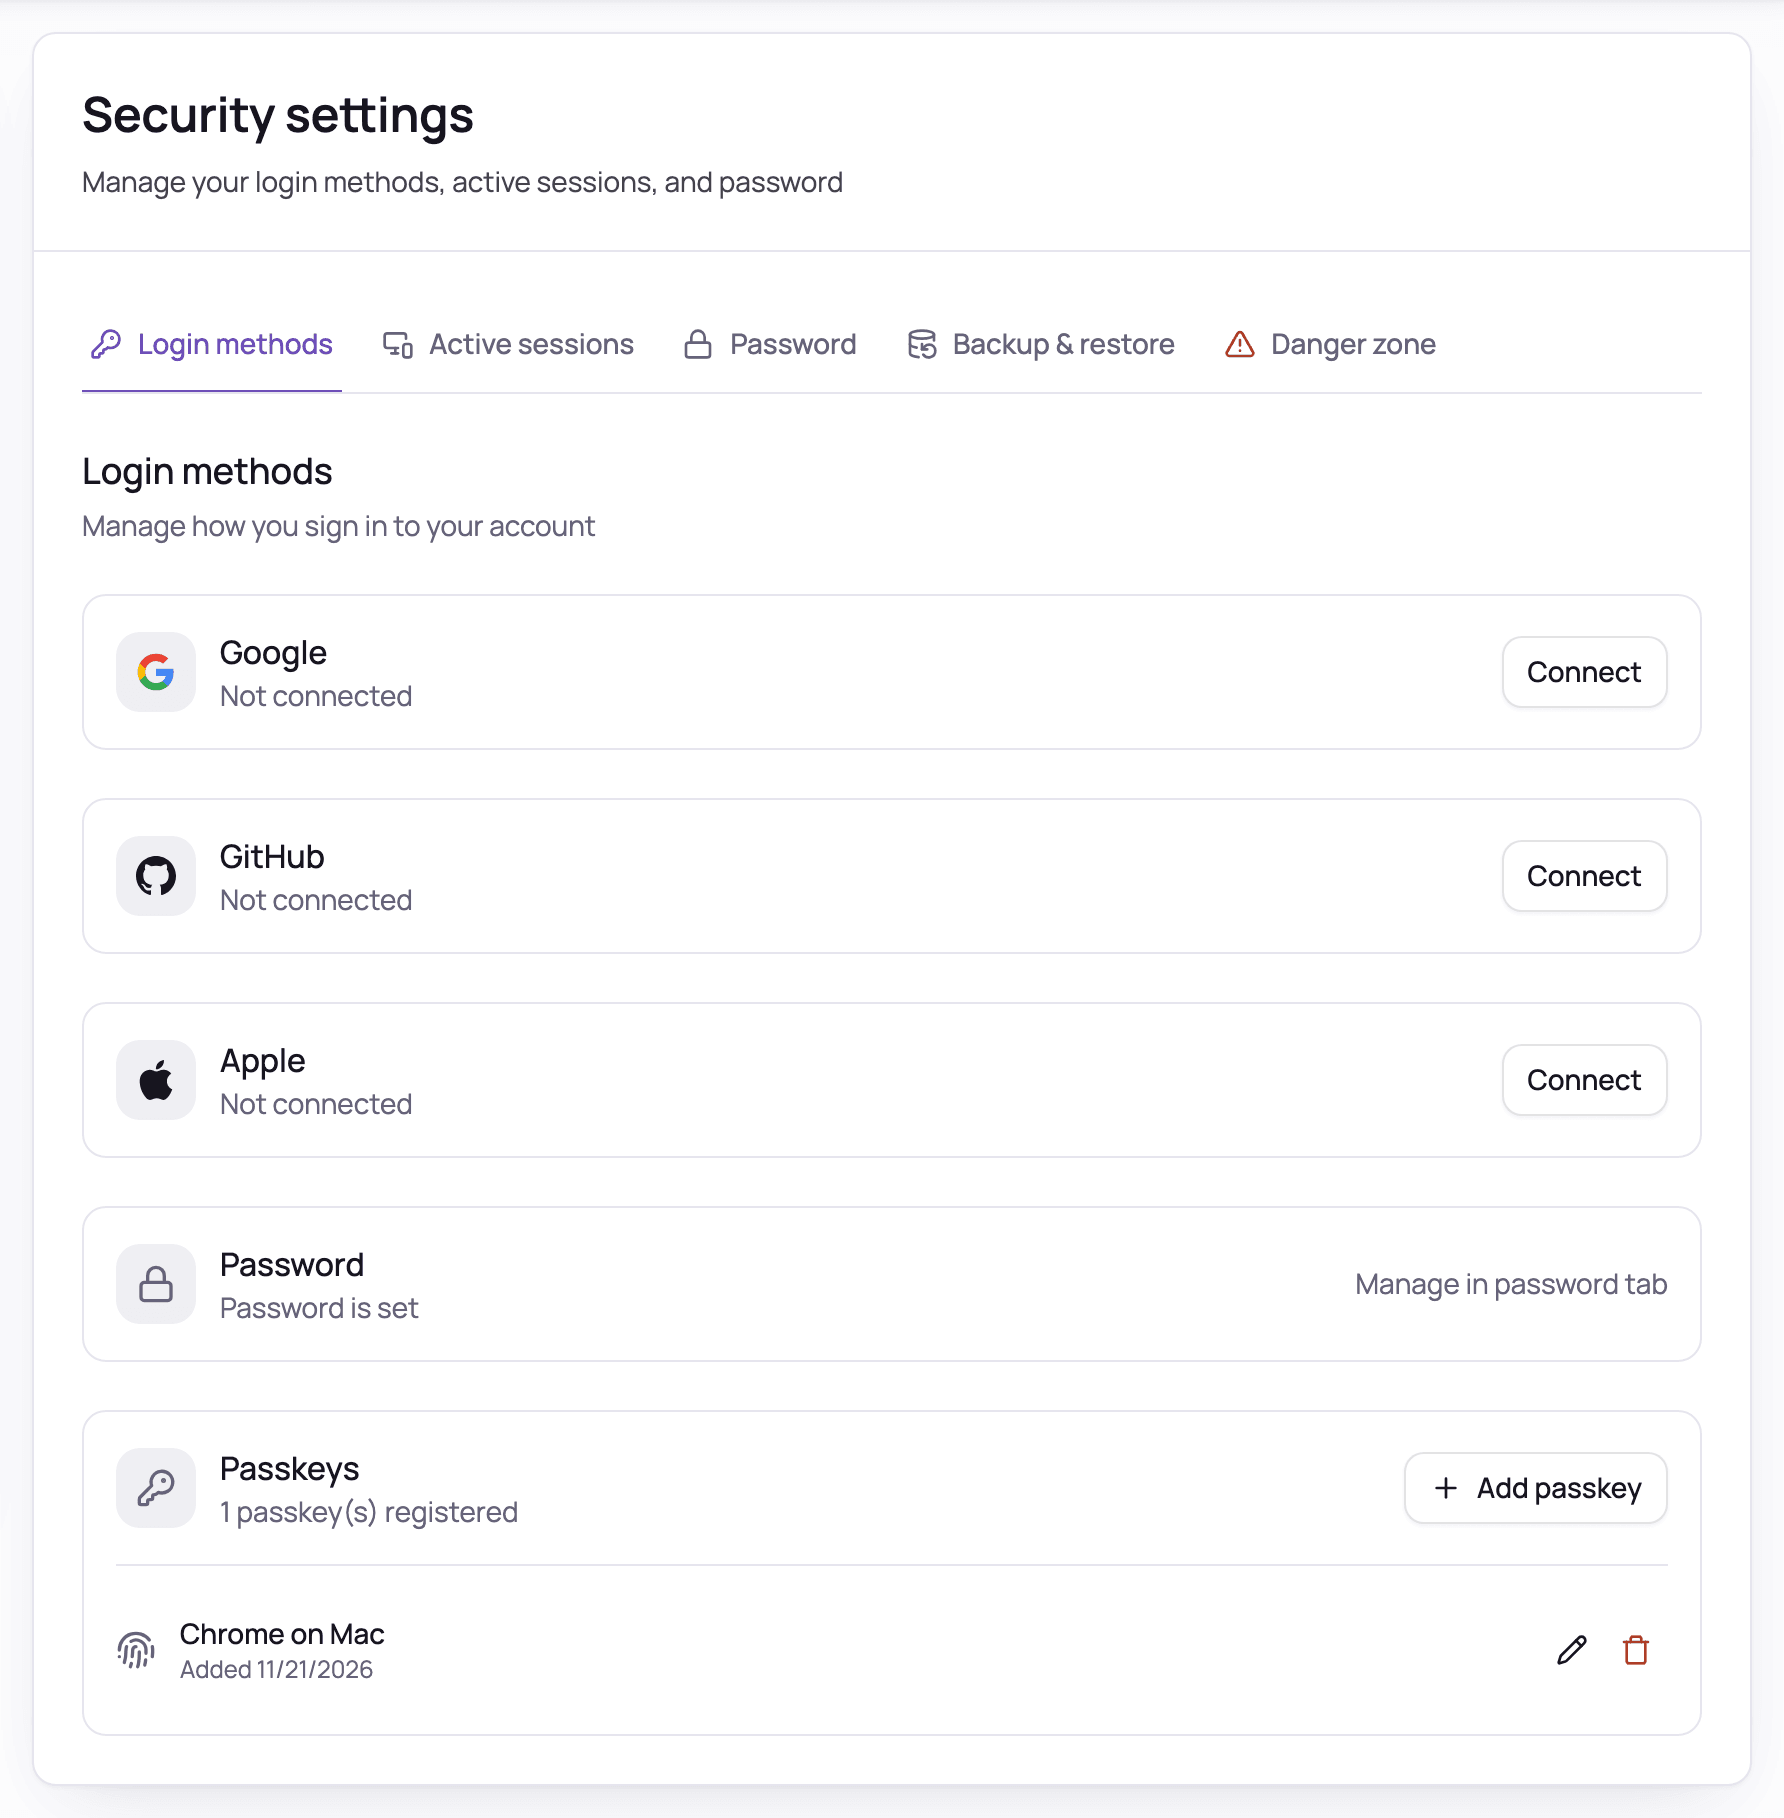 Security settings
Manage your login methods, active sessions, and password
Login methods
Active sessions
Password
Backup & restore
Danger zone
Login methods
Manage how you sign in to your account
Google
Not connected
Connect
GitHub
Not connected
Connect
Apple
Not connected
Connect
Password
Password is set
Manage in password tab
Passkeys
1 passkey(s) registered
Add passkey
Chrome on Mac
Added 11/21/2026